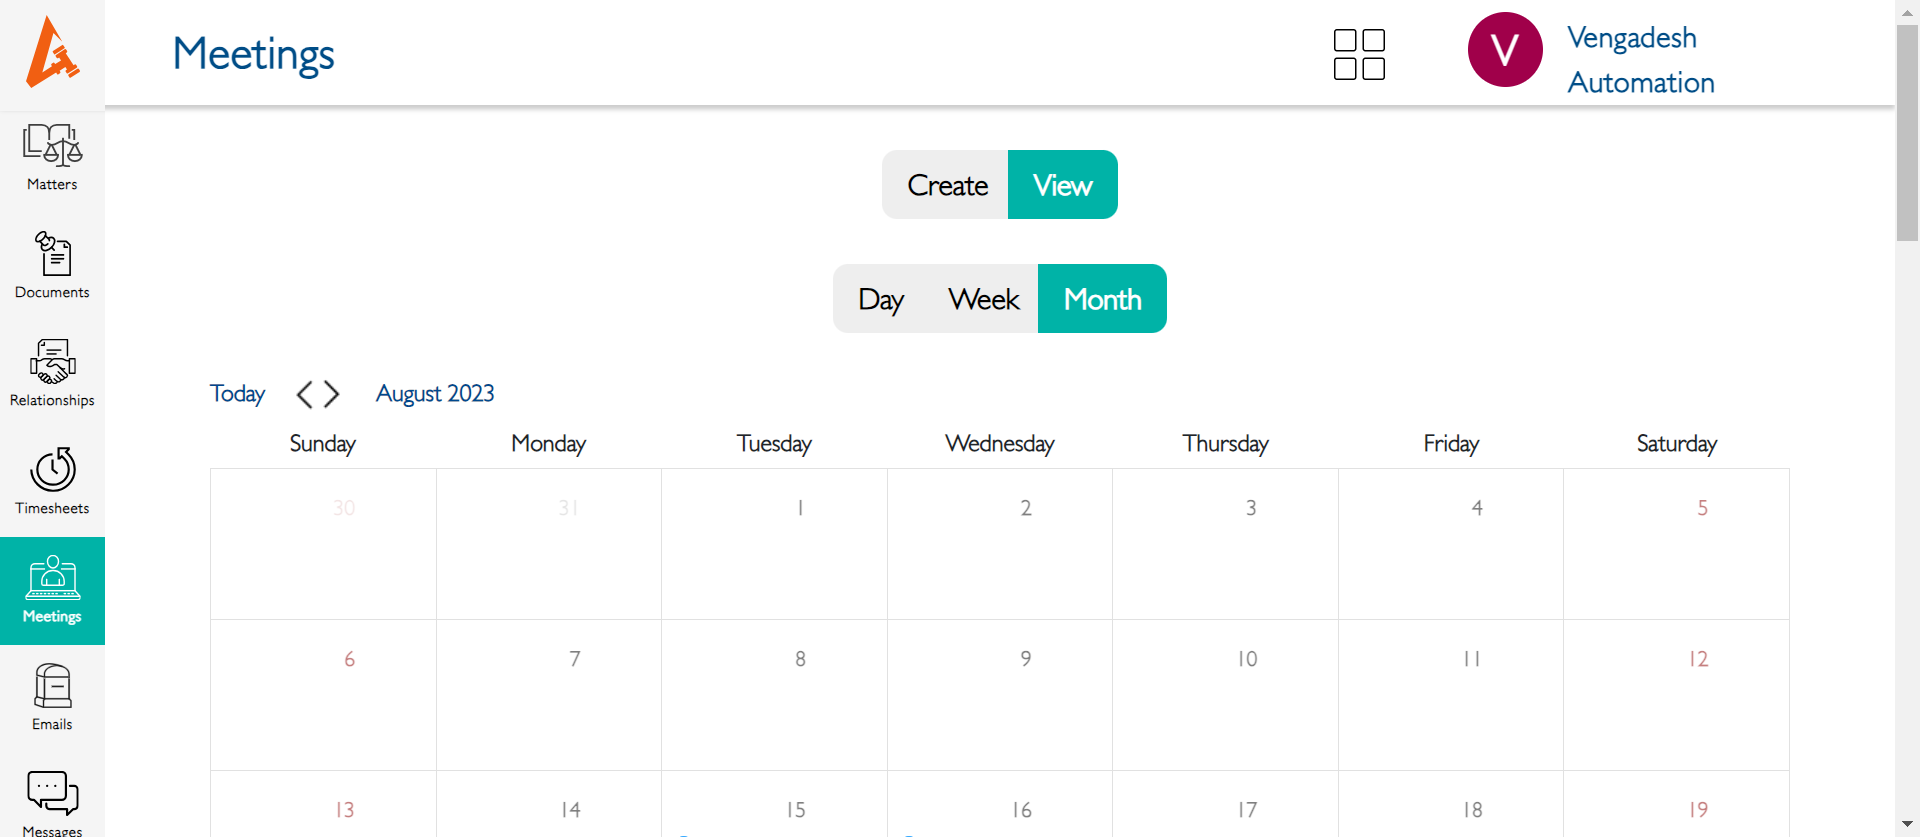 Meetings
V
Vengadesh
Automation
Matters
Documents
Relationships
Timesheets
Meetings
Emails
Messages
Create View
Day Week Month
Today August 2023
Sunday Monday Tuesday Wednesday Thursday Friday Saturday
30 31 1 2 3 4 5
6 7 8 9 10 11 12
13 14 15 16 17 18 19